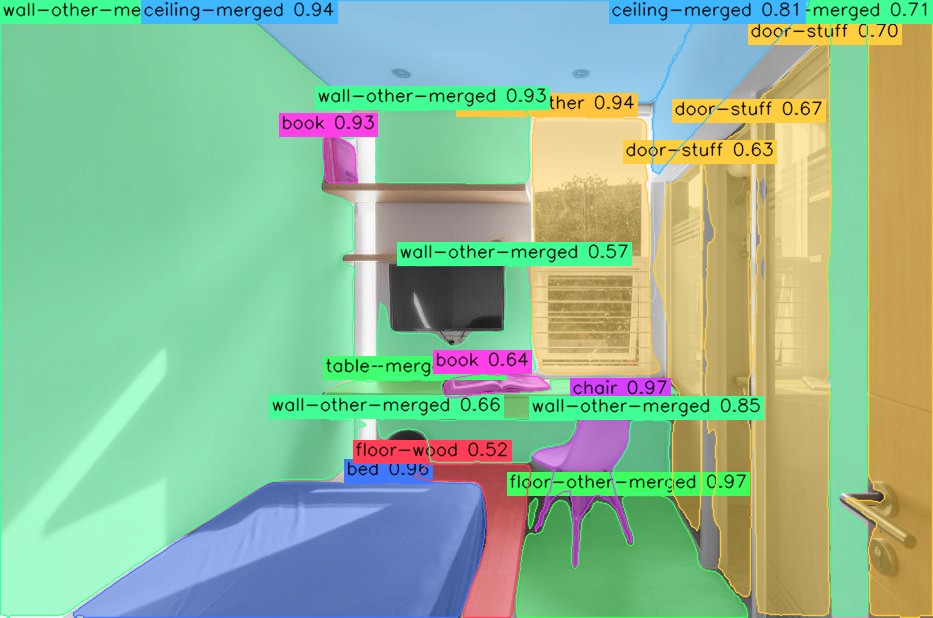 wall-other-me
ceiling-merged 0.94
ceiling-merged 0.81
-merged 0.71
door-stuff 0.70
wall-other-merged 0.93
ther 0.94
door-stuff 0.67
book 0.93
door-stuff 0.63
wall-other-merged 0.57
table--merg
book 0.64
chair 0.97
wall-other-merged 0.66
wall-other-merged 0.85
floor-wood 0.52
bed 0.96
floor-other-merged 0.97